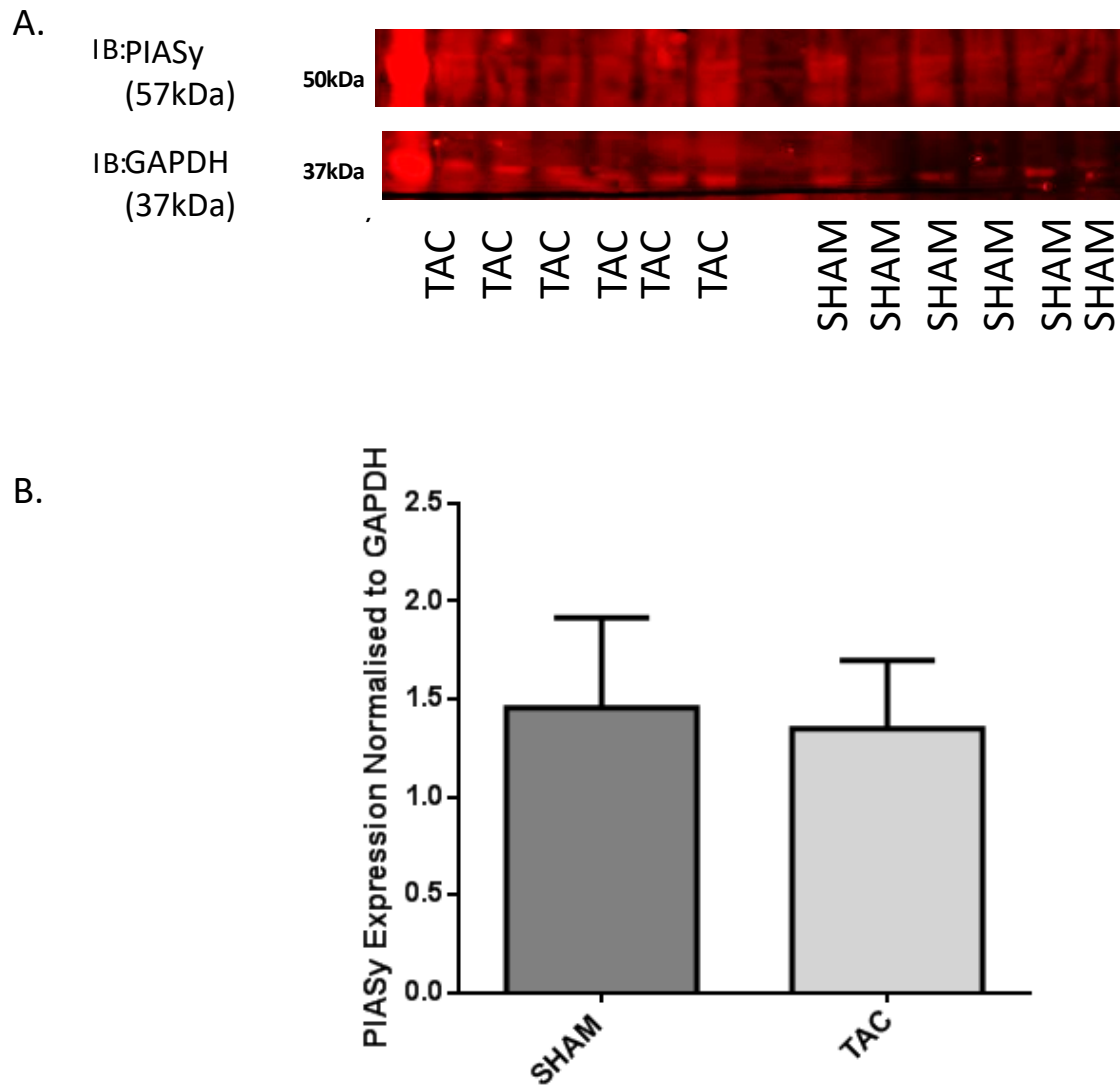 A.
IB:PIASy
(57kDa)
50kDa
IB:GAPDH
(37kDa)
37kDa
,
TAC
TAC
TAC
TAC
TAC
TAC
SHAM
SHAM
SHAM
SHAM
SHAM
SHAM
B.
PIASy Expression Normalised to GAPDH
2.5
2.0
1.5
1.0
0.5
0.0
SHAM
TAC